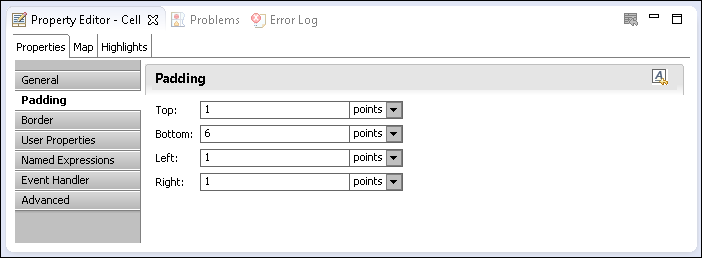 Property Editor - Cell Problems Error Log
Properties Map Highlights
General
Padding
Border
User Properties
Named Expressions
Event Handler
Advanced
Padding
Top: 1 points
Bottom: 6 points
Left: 1 points
Right: 1 points